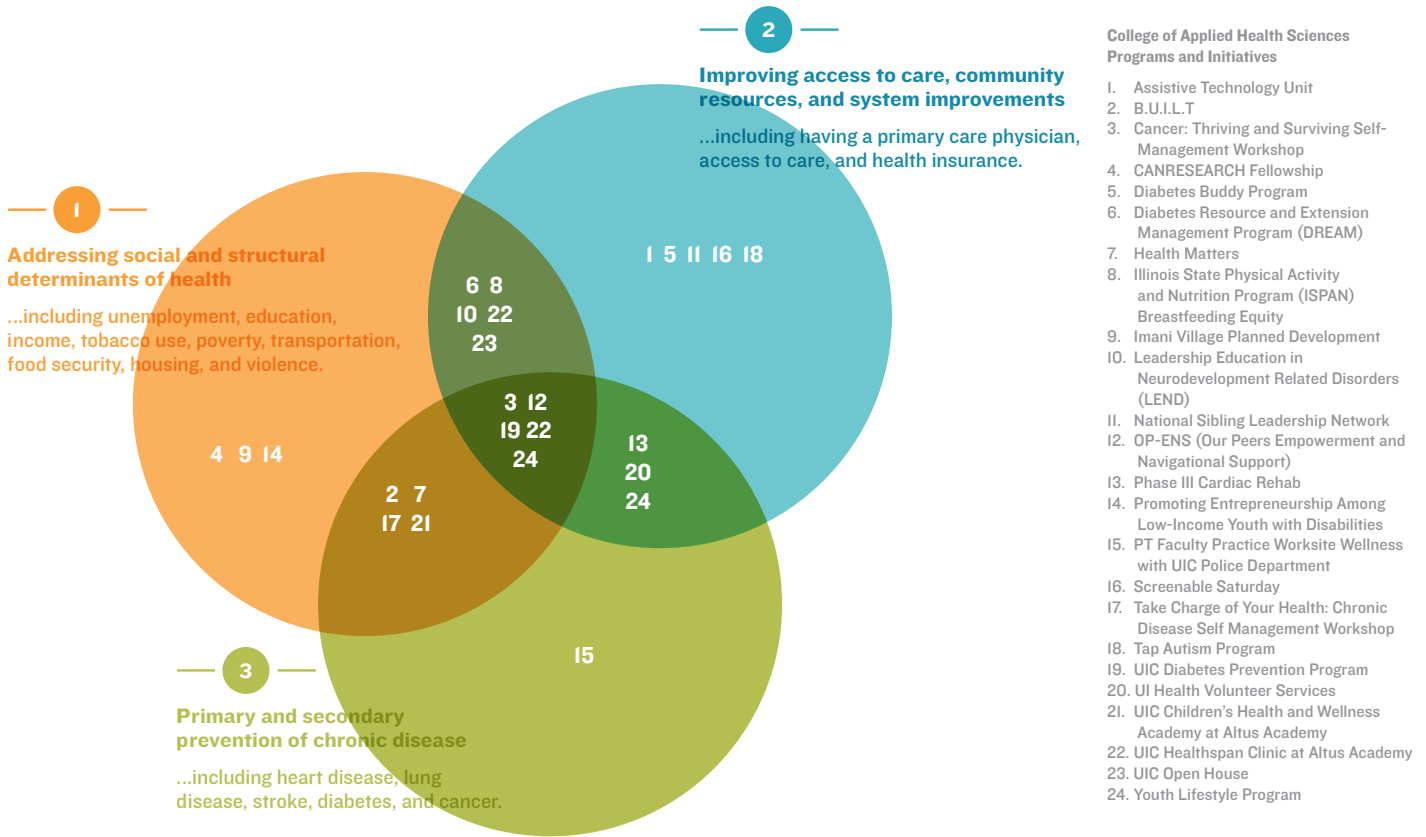 2
Improving access to care, community
resources, and system improvements
...including having a primary care physician,
access to care, and health insurance.
1
Addressing social and structural
determinants of health
...including unemployment, education,
income, tobacco use, poverty, transportation,
food security, housing, and violence.
1 5 11 16 18
6 8
10 22
23
3 12
19 22
24
13
20
24
4 9 14
2 7
17 21
15
3
Primary and secondary
prevention of chronic disease
...including heart disease, lung
disease, stroke, diabetes, and cancer.
College of Applied Health Sciences
Programs and Initiatives
1. Assistive Technology Unit
2. B.U.I.L.T
3. Cancer: Thriving and Surviving Self-
Management Workshop
4. CANRESEARCH Fellowship
5. Diabetes Buddy Program
6. Diabetes Resource and Extension
Management Program (DREAM)
7. Health Matters
8. Illinois State Physical Activity
and Nutrition Program (ISPAN)
Breastfeeding Equity
9. Imani Village Planned Development
10. Leadership Education in
Neurodevelopment Related Disorders
(LEND)
11. National Sibling Leadership Network
12. OP-ENS (Our Peers Empowerment and
Navigational Support)
13. Phase III Cardiac Rehab
14. Promoting Entrepreneurship Among
Low-Income Youth with Disabilities
15. PT Faculty Practice Worksite Wellness
with UIC Police Department
16. Screenable Saturday
17. Take Charge of Your Health: Chronic
Disease Self Management Workshop
18. Tap Autism Program
19. UIC Diabetes Prevention Program
20. UI Health Volunteer Services
21. UIC Children's Health and Wellness
Academy at Altus Academy
22. UIC Healthspan Clinic at Altus Academy
23. UIC Open House
24. Youth Lifestyle Program